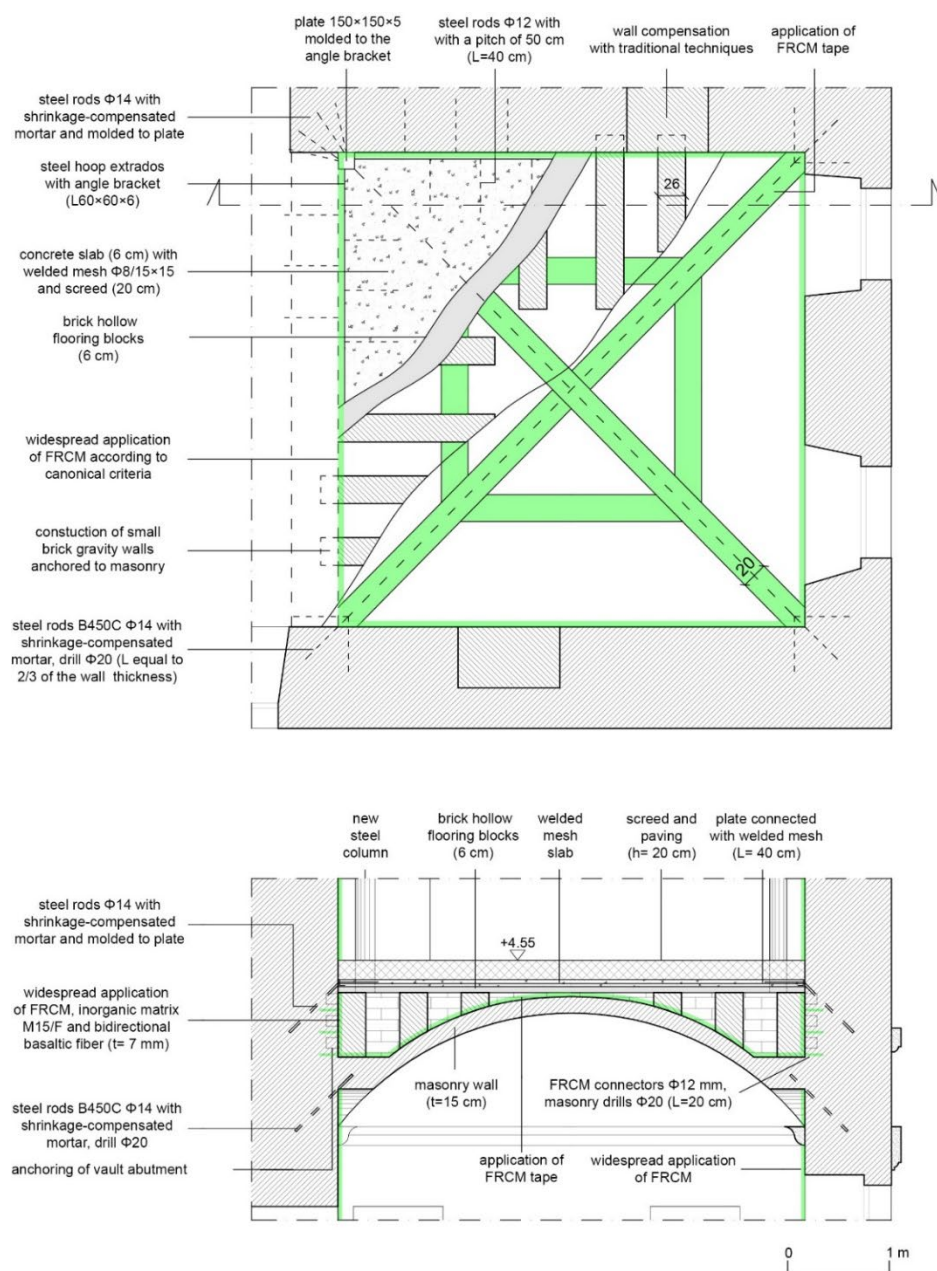 plate 150×150×5
molded to the
angle bracket
steel rods Φ12 with
with a pitch of 50 cm
(L=40 cm)
wall compensation
with traditional techniques
application of
FRCM tape
steel rods Φ14 with
shrinkage-compensated
mortar and molded to plate
steel hoop extrados
with angle bracket
(L60×60×6)
26
concrete slab (6 cm) with
welded mesh Φ8/15×15
and screed (20 cm)
brick hollow
flooring blocks
(6 cm)
widespread application
of FRCM according to
canonical criteria
constuction of small
brick gravity walls
anchored to masonry
20
steel rods B450C Φ14 with
shrinkage-compensated
mortar, drill Φ20 (L equal to
2/3 of the wall thickness)
new
steel
column
brick hollow
flooring blocks
(6 cm)
welded
mesh
slab
screed and
paving
(h= 20 cm)
plate connected
with welded mesh
(L= 40 cm)
steel rods Φ14 with
shrinkage-compensated
mortar and molded to plate
+4.55
widespread application
of FRCM, inorganic matrix
M15/F and bidirectional
basaltic fiber (t= 7 mm)
masonry wall
(t=15 cm)
FRCM connectors Φ12 mm,
masonry drills Φ20 (L=20 cm)
steel rods B450C Φ14 with
shrinkage-compensated
mortar, drill Φ20
anchoring of vault abutment
application of
FRCM tape
widespread application
of FRCM
0
1 m